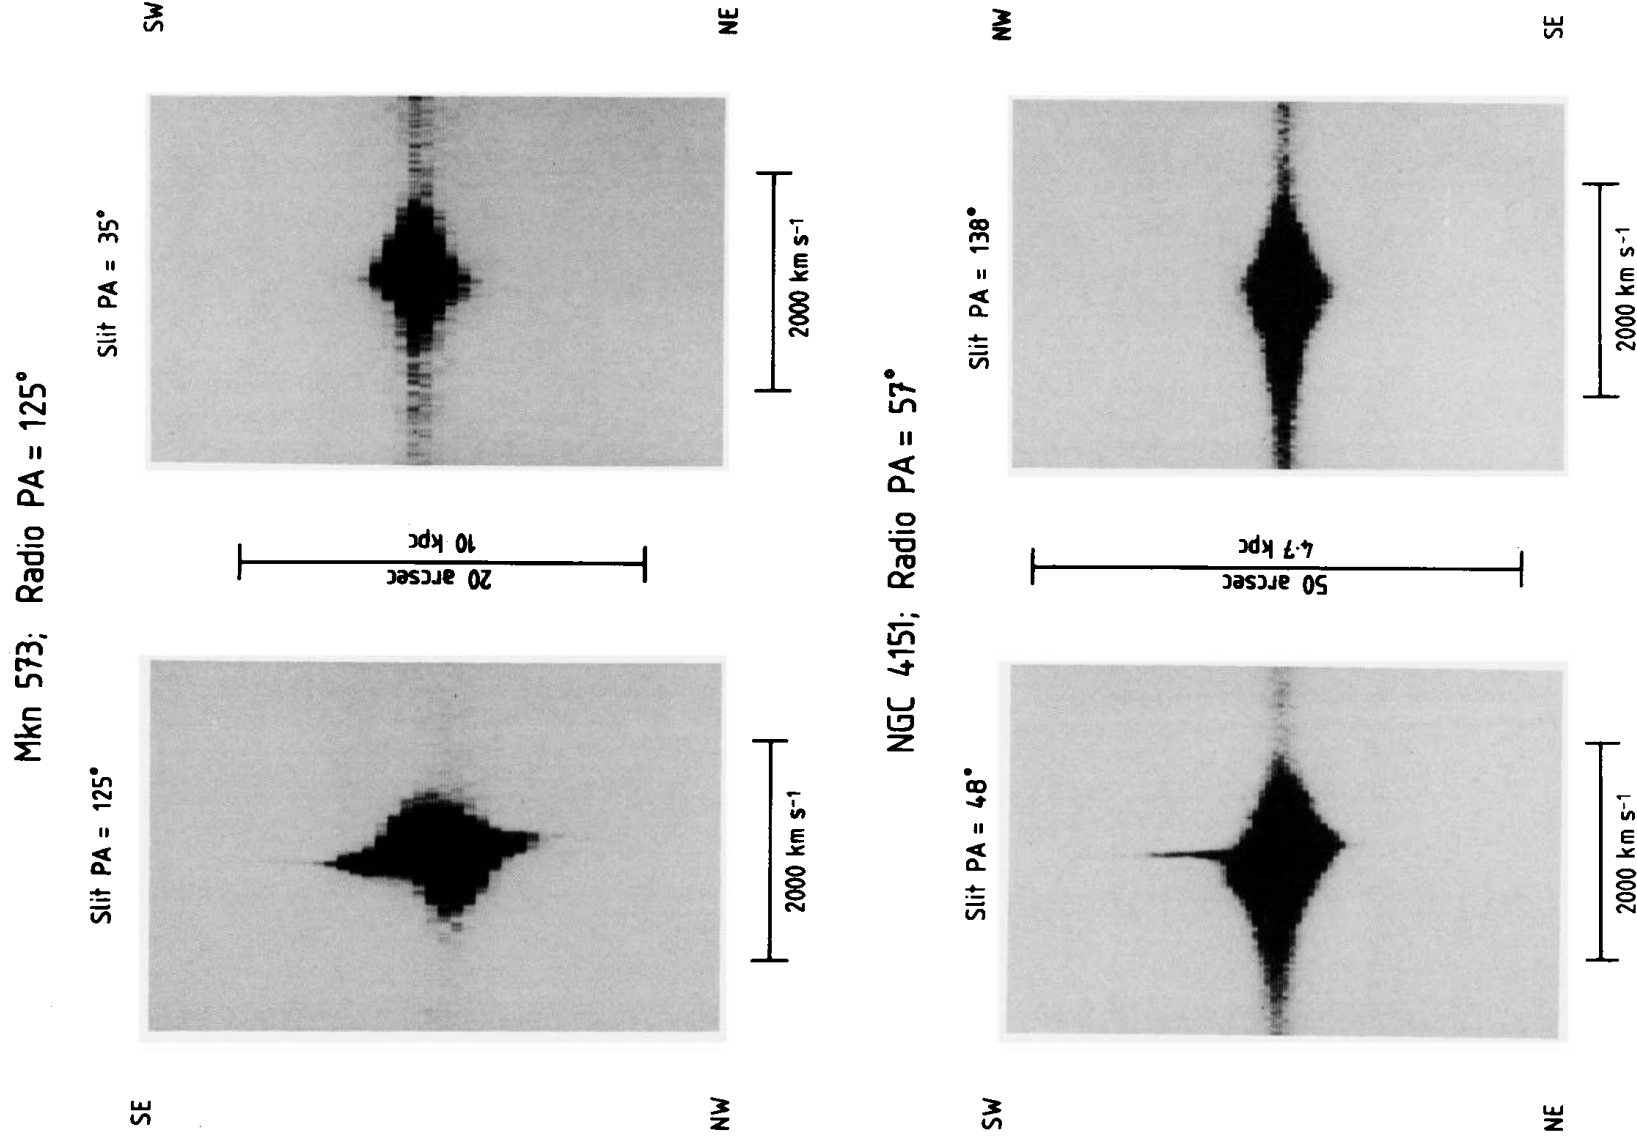 Mkn 573; Radio PA = 125°
Slit PA = 125°
SE
NW
2000 km s⁻¹
20 arcsec
10 kpc
Slit PA = 35°
SW
NE
2000 km s⁻¹
NGC 4151; Radio PA = 57°
Slit PA = 48°
SW
NE
2000 km s⁻¹
50 arcsec
4·7 kpc
Slit PA = 138°
NW
SE
2000 km s⁻¹